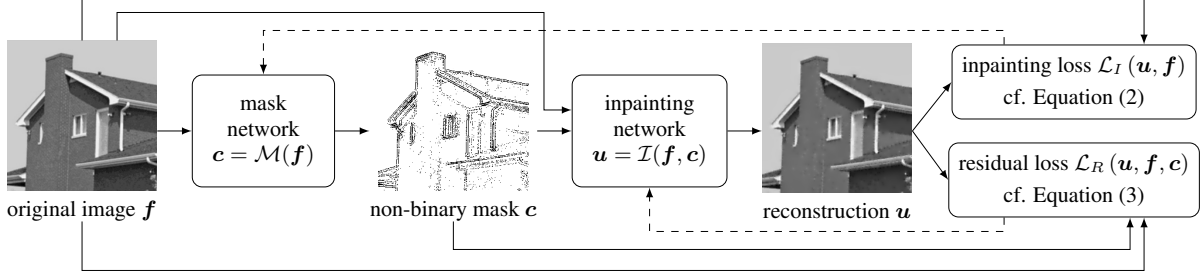 original image f
mask
network
c = M(f)
non-binary mask c
inpainting
network
u = I(f, c)
reconstruction u
inpainting loss L_I (u, f)
cf. Equation (2)
residual loss L_R (u, f, c)
cf. Equation (3)